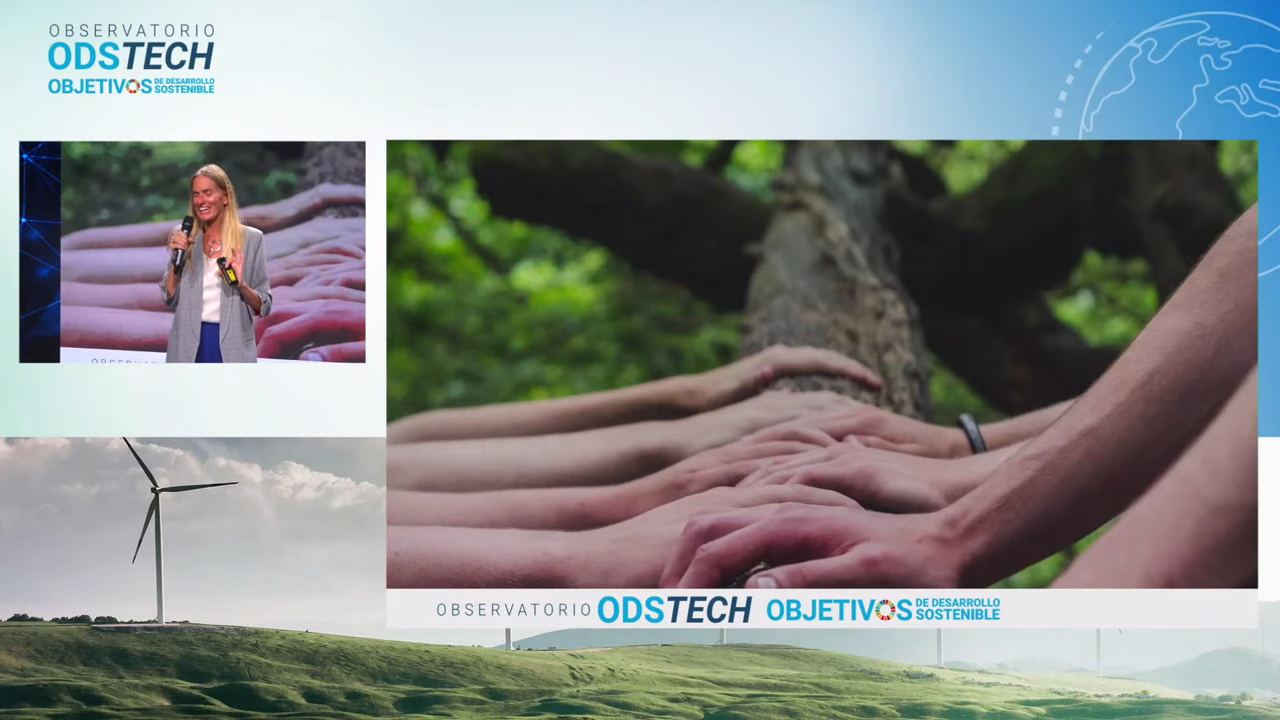 OBSERVATORIO
ODSTECH
OBJETIVOS DE DESARROLLO SOSTENIBLE
OBSERVATORIO ODSTECH OBJETIVOS DE DESARROLLO SOSTENIBLE